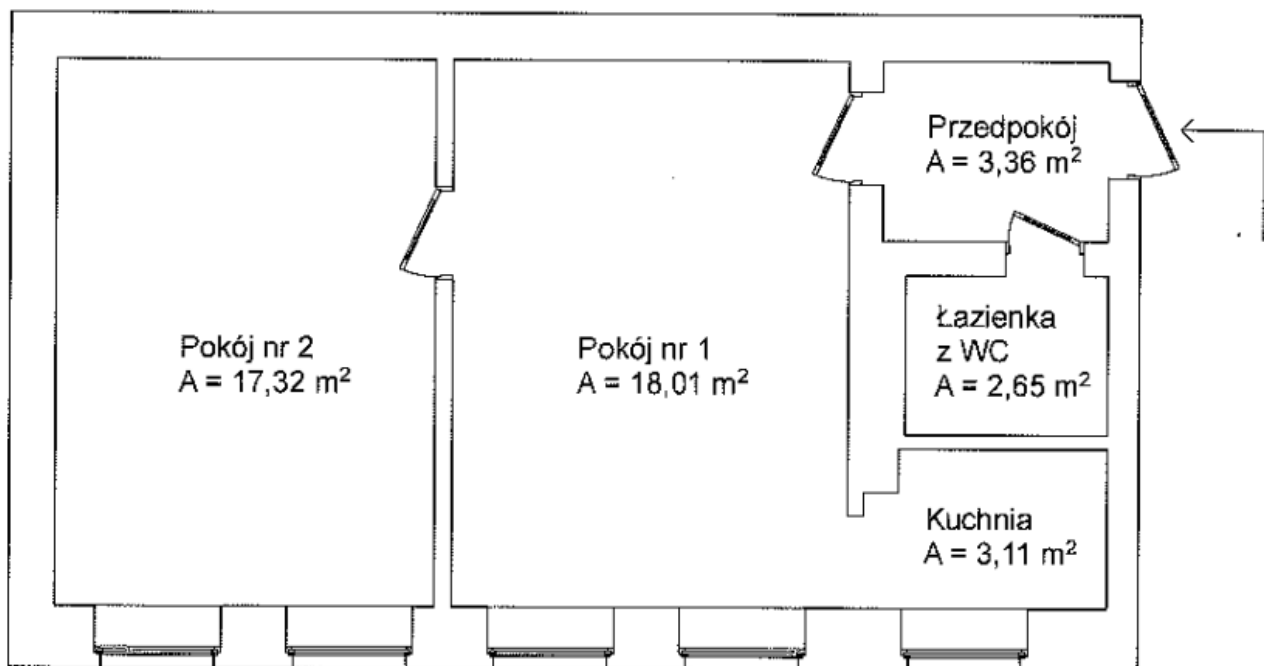 Przedpokój
A = 3,36 m²
Pokój nr 2
A = 17,32 m²
Pokój nr 1
A = 18,01 m²
Łazienka
z WC
A = 2,65 m²
Kuchnia
A = 3,11 m²